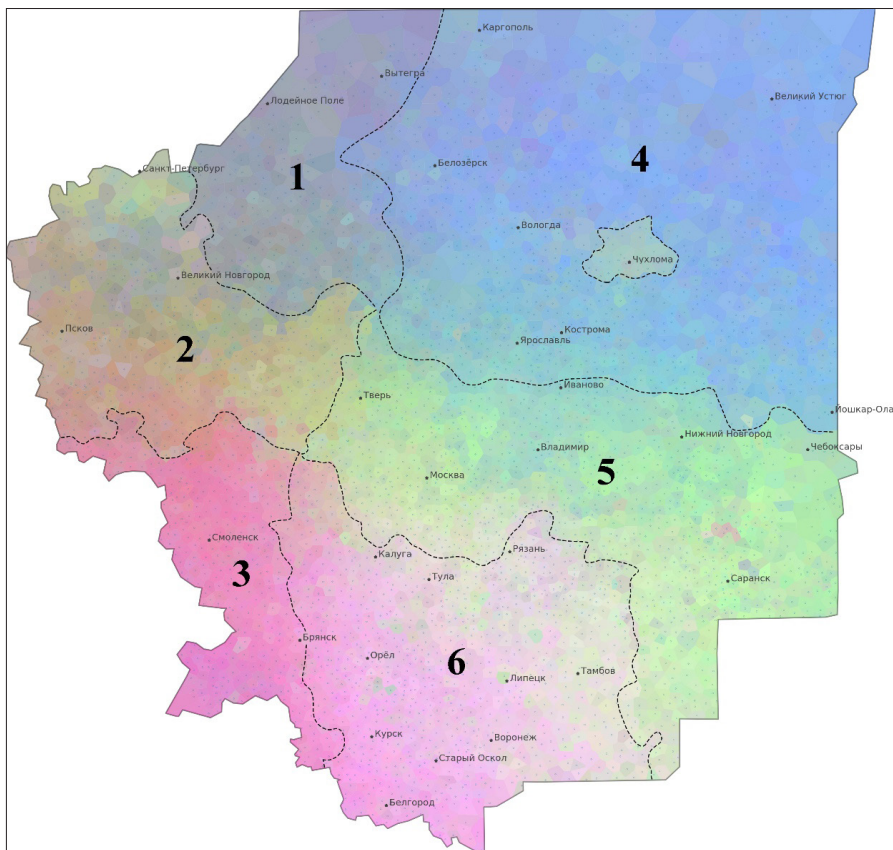 Каргополь
Вытегра
Великий Устюг
Лодейное Поле
4
Санкт-Петербург
1
Белозёрск
Вологда
Чухлома
Великий Новгород
Псков
2
Кострома
Ярославль
Иваново
Тверь
Йошкар-Ола
Нижний Новгород
Владимир
Чебоксары
5
Москва
Смоленск
Рязань
Калуга
3
Тула
Саранск
Брянск
Орёл
6
Липецк
Тамбов
Курск
Воронеж
Старый Оскол
Белгород